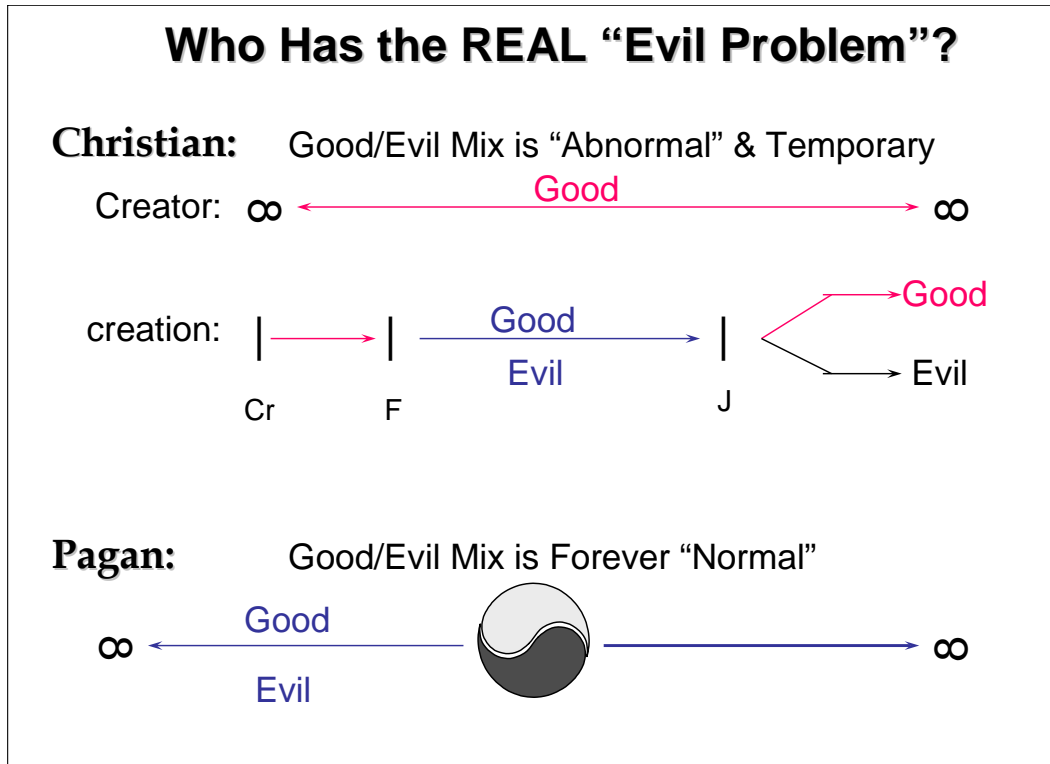 Who Has the REAL “Evil Problem”?
Christian: Good/Evil Mix is “Abnormal” & Temporary
Creator: ∞ Good ∞
creation: Good Good
Evil Evil
Cr F J
Pagan: Good/Evil Mix is Forever “Normal”
Good
∞ ∞
Evil